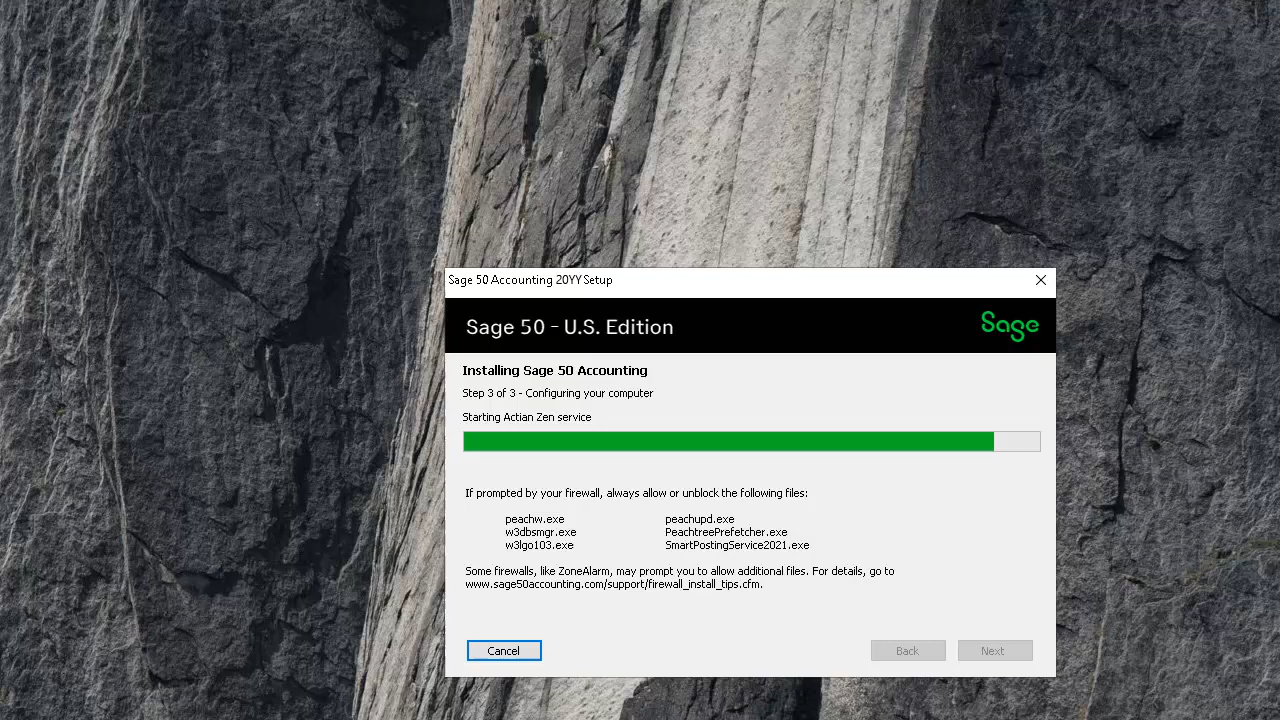 Sage 50 Accounting 20YY Setup
Sage 50 - U.S. Edition
Sage
Installing Sage 50 Accounting
Step 3 of 3 - Configuring your computer
Starting Actian Zen service
If prompted by your firewall, always allow or unblock the following files:
peachw.exe peachupd.exe
w3dbsmgr.exe PeachtreePrefetcher.exe
w3lgo103.exe SmartPostingService2021.exe
Some firewalls, like ZoneAlarm, may prompt you to allow additional files. For details, go to
www.sage50accounting.com/support/firewall_install_tips.cfm.
Cancel Back Next